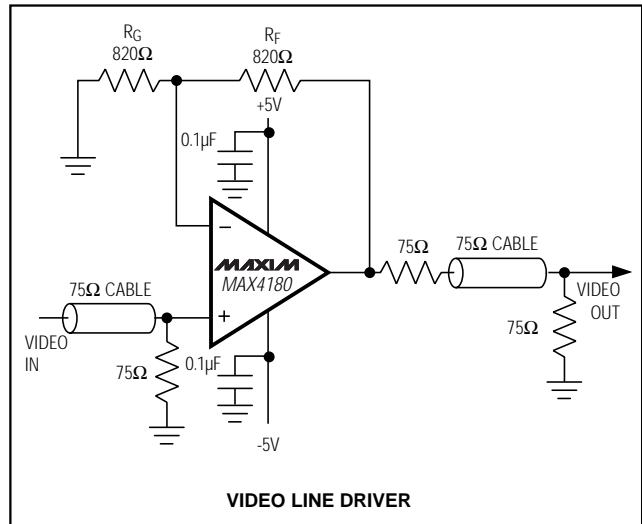 RG
820Ω
RF
820Ω
+5V
0.1µF
−
MAXIM
MAX4180
+
75Ω CABLE
VIDEO
IN
75Ω
0.1µF
-5V
75Ω
75Ω CABLE
VIDEO
OUT
75Ω
VIDEO LINE DRIVER